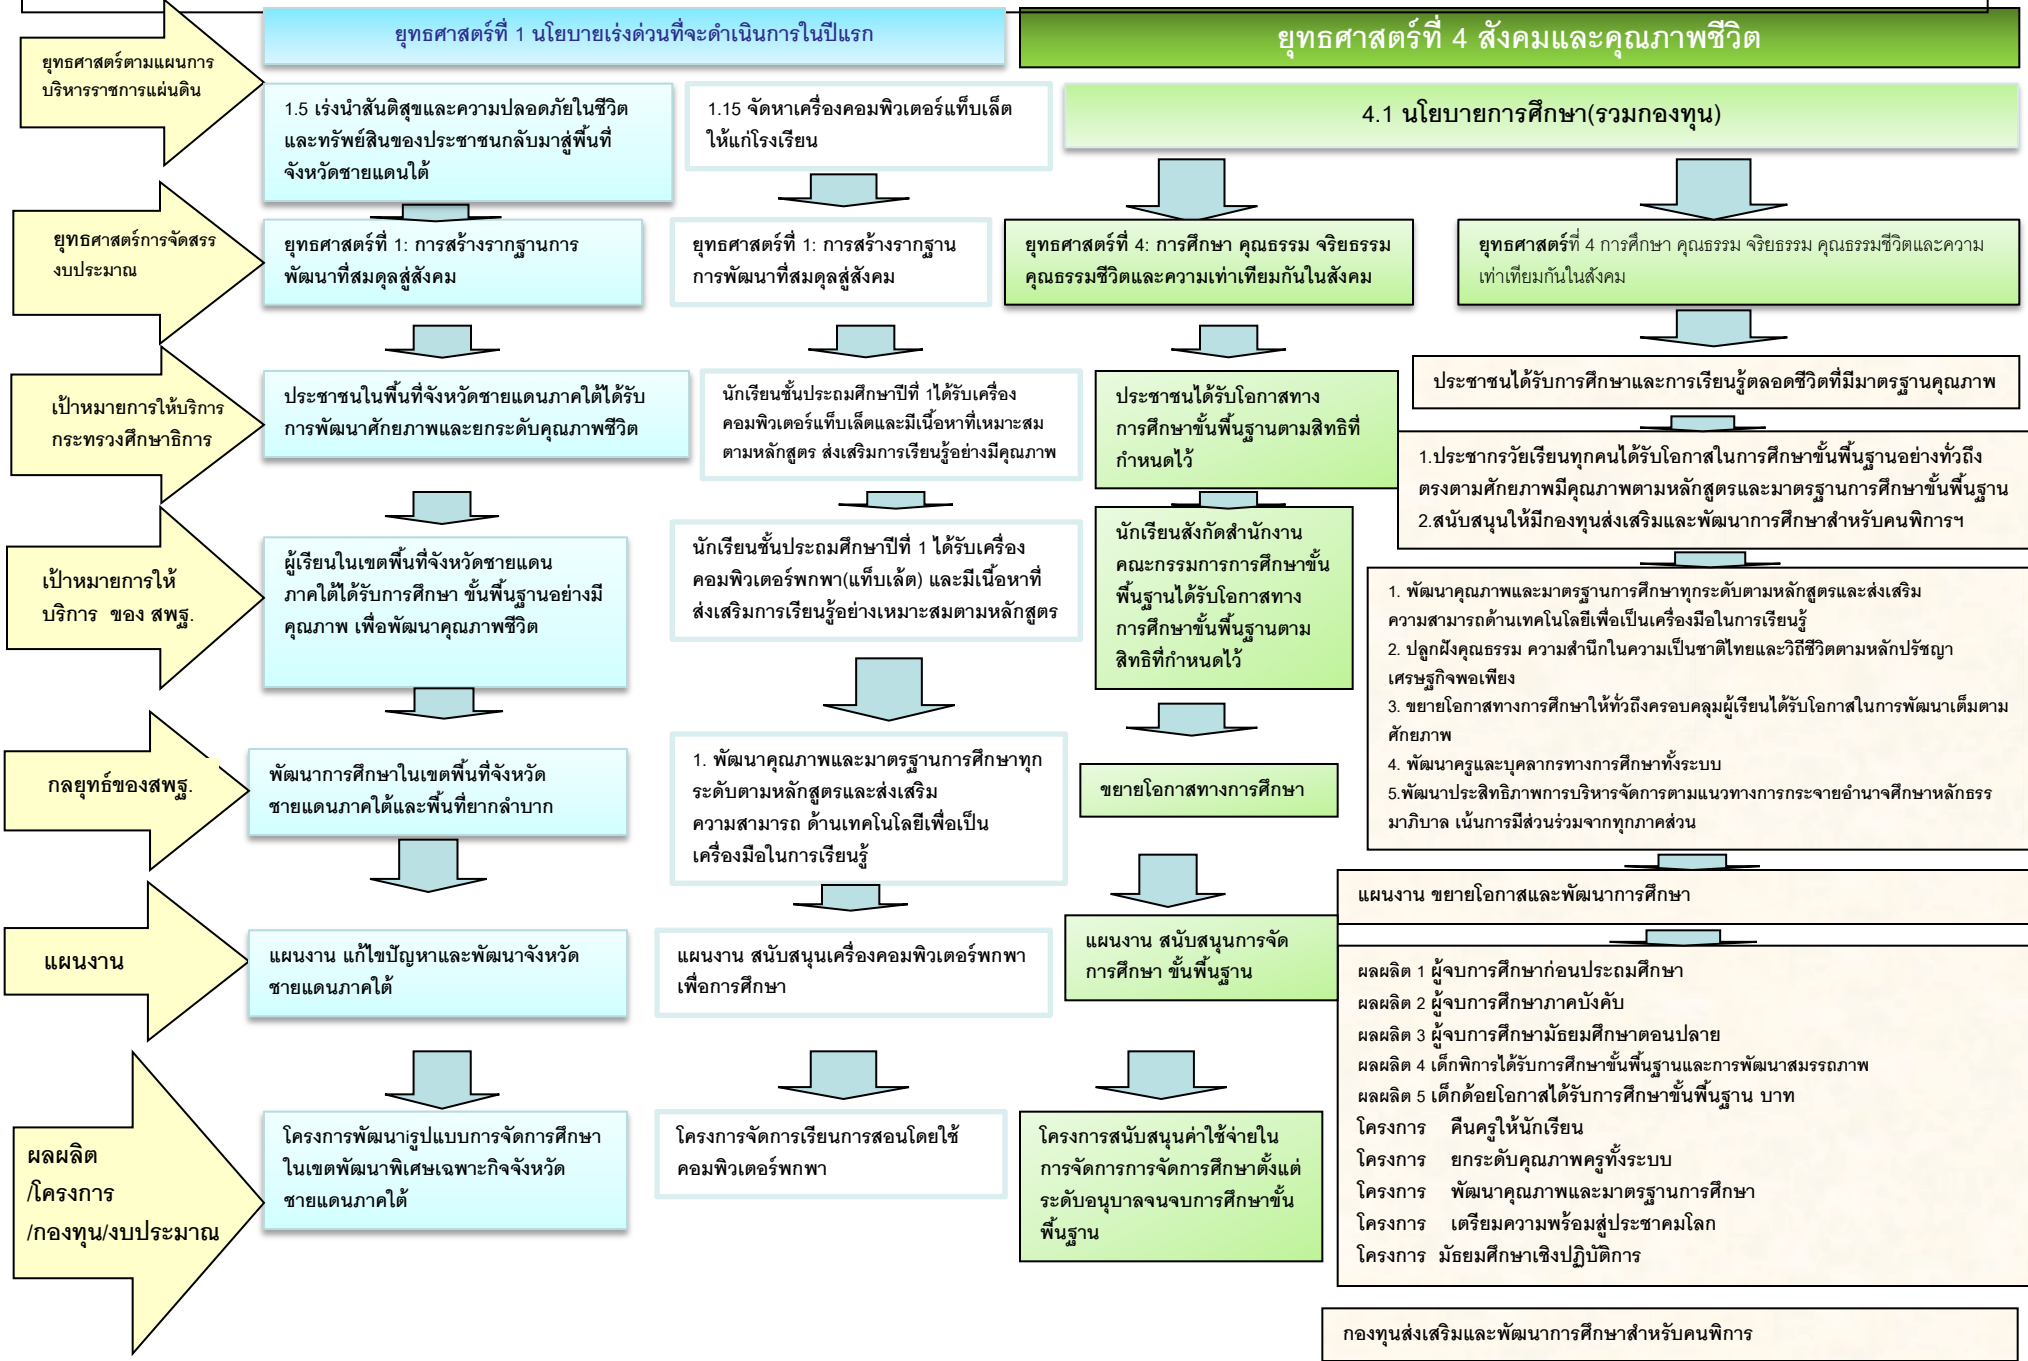 ยุทธศาสตร์ตามแผนการ
บริหารราชการแผ่นดิน
ยุทธศาสตร์ที่ 1 นโยบายเร่งด่วนที่จะดำเนินการในปีแรก
ยุทธศาสตร์ที่ 4 สังคมและคุณภาพชีวิต
1.5 เร่งนำสันติสุขและความปลอดภัยในชีวิต
และทรัพย์สินของประชาชนกลับมาสู่พื้นที่
จังหวัดชายแดนใต้
1.15 จัดหาเครื่องคอมพิวเตอร์แท็บเล็ต
ให้แก่โรงเรียน
4.1 นโยบายการศึกษา(รวมกองทุน)
ยุทธศาสตร์การจัดสรร
งบประมาณ
ยุทธศาสตร์ที่ 1: การสร้างรากฐานการ
พัฒนาที่สมดุลสู่สังคม
ยุทธศาสตร์ที่ 1: การสร้างรากฐาน
การพัฒนาที่สมดุลสู่สังคม
ยุทธศาสตร์ที่ 4: การศึกษา คุณธรรม จริยธรรม
คุณธรรมชีวิตและความเท่าเทียมกันในสังคม
ยุทธศาสตร์ที่ 4 การศึกษา คุณธรรม จริยธรรม คุณธรรมชีวิตและความ
เท่าเทียมกันในสังคม
เป้าหมายการให้บริการ
กระทรวงศึกษาธิการ
ประชาชนในพื้นที่จังหวัดชายแดนภาคใต้ได้รับ
การพัฒนาศักยภาพและยกระดับคุณภาพชีวิต
นักเรียนชั้นประถมศึกษาปีที่ 1ได้รับเครื่อง
คอมพิวเตอร์แท็บเล็ตและมีเนื้อหาที่เหมาะสม
ตามหลักสูตร ส่งเสริมการเรียนรู้อย่างมีคุณภาพ
ประชาชนได้รับโอกาสทาง
การศึกษาขั้นพื้นฐานตามสิทธิที่
กำหนดไว้
ประชาชนได้รับการศึกษาและการเรียนรู้ตลอดชีวิตที่มีมาตรฐานคุณภาพ
1.ประชากรวัยเรียนทุกคนได้รับโอกาสในการศึกษาขั้นพื้นฐานอย่างทั่วถึง
ตรงตามศักยภาพมีคุณภาพตามหลักสูตรและมาตรฐานการศึกษาขั้นพื้นฐาน
2.สนับสนุนให้มีกองทุนส่งเสริมและพัฒนาการศึกษาสำหรับคนพิการฯ
เป้าหมายการให้
บริการ ของ สพฐ.
ผู้เรียนในเขตพื้นที่จังหวัดชายแดน
ภาคใต้ได้รับการศึกษา ขั้นพื้นฐานอย่างมี
คุณภาพ เพื่อพัฒนาคุณภาพชีวิต
นักเรียนชั้นประถมศึกษาปีที่ 1 ได้รับเครื่อง
คอมพิวเตอร์พกพา(แท็บเล้ต) และมีเนื้อหาที่
ส่งเสริมการเรียนรู้อย่างเหมาะสมตามหลักสูตร
นักเรียนสังกัดสำนักงาน
คณะกรรมการการศึกษาขั้น
พื้นฐานได้รับโอกาสทาง
การศึกษาขั้นพื้นฐานตาม
สิทธิที่กำหนดไว้
1. พัฒนาคุณภาพและมาตรฐานการศึกษาทุกระดับตามหลักสูตรและส่งเสริม
ความสามารถด้านเทคโนโลยีเพื่อเป็นเครื่องมือในการเรียนรู้
2. ปลูกฝังคุณธรรม ความสำนึกในความเป็นชาติไทยและวิถีชีวิตตามหลักปรัชญา
เศรษฐกิจพอเพียง
3. ขยายโอกาสทางการศึกษาให้ทั่วถึงครอบคลุมผู้เรียนได้รับโอกาสในการพัฒนาเต็มตาม
ศักยภาพ
4. พัฒนาครูและบุคลากรทางการศึกษาทั้งระบบ
5.พัฒนาประสิทธิภาพการบริหารจัดการตามแนวทางการกระจายอำนาจศึกษาหลักธรร
มาภิบาล เน้นการมีส่วนร่วมจากทุกภาคส่วน
กลยุทธ์ของสพฐ.
พัฒนาการศึกษาในเขตพื้นที่จังหวัด
ชายแดนภาคใต้และพื้นที่ยากลำบาก
1. พัฒนาคุณภาพและมาตรฐานการศึกษาทุก
ระดับตามหลักสูตรและส่งเสริม
ความสามารถ ด้านเทคโนโลยีเพื่อเป็น
เครื่องมือในการเรียนรู้
ขยายโอกาสทางการศึกษา
แผนงาน
แผนงาน แก้ไขปัญหาและพัฒนาจังหวัด
ชายแดนภาคใต้
แผนงาน สนับสนุนเครื่องคอมพิวเตอร์พกพา
เพื่อการศึกษา
แผนงาน สนับสนุนการจัด
การศึกษา ขั้นพื้นฐาน
แผนงาน ขยายโอกาสและพัฒนาการศึกษา
ผลผลิต 1 ผู้จบการศึกษาก่อนประถมศึกษา
ผลผลิต 2 ผู้จบการศึกษาภาคบังคับ
ผลผลิต 3 ผู้จบการศึกษามัธยมศึกษาตอนปลาย
ผลผลิต 4 เด็กพิการได้รับการศึกษาขั้นพื้นฐานและการพัฒนาสมรรถภาพ
ผลผลิต 5 เด็กด้อยโอกาสได้รับการศึกษาขั้นพื้นฐาน บาท
โครงการ คืนครูให้นักเรียน
โครงการ ยกระดับคุณภาพครูทั้งระบบ
โครงการ พัฒนาคุณภาพและมาตรฐานการศึกษา
โครงการ เตรียมความพร้อมสู่ประชาคมโลก
โครงการ มัธยมศึกษาเชิงปฏิบัติการ
ผลผลิต
/โครงการ
/กองทุน/งบประมาณ
โครงการพัฒนาiรูปแบบการจัดการศึกษา
ในเขตพัฒนาพิเศษเฉพาะกิจจังหวัด
ชายแดนภาคใต้
โครงการจัดการเรียนการสอนโดยใช้
คอมพิวเตอร์พกพา
โครงการสนับสนุนค่าใช้จ่ายใน
การจัดการการจัดการศึกษาตั้งแต่
ระดับอนุบาลจนจบการศึกษาขั้น
พื้นฐาน
กองทุนส่งเสริมและพัฒนาการศึกษาสำหรับคนพิการ